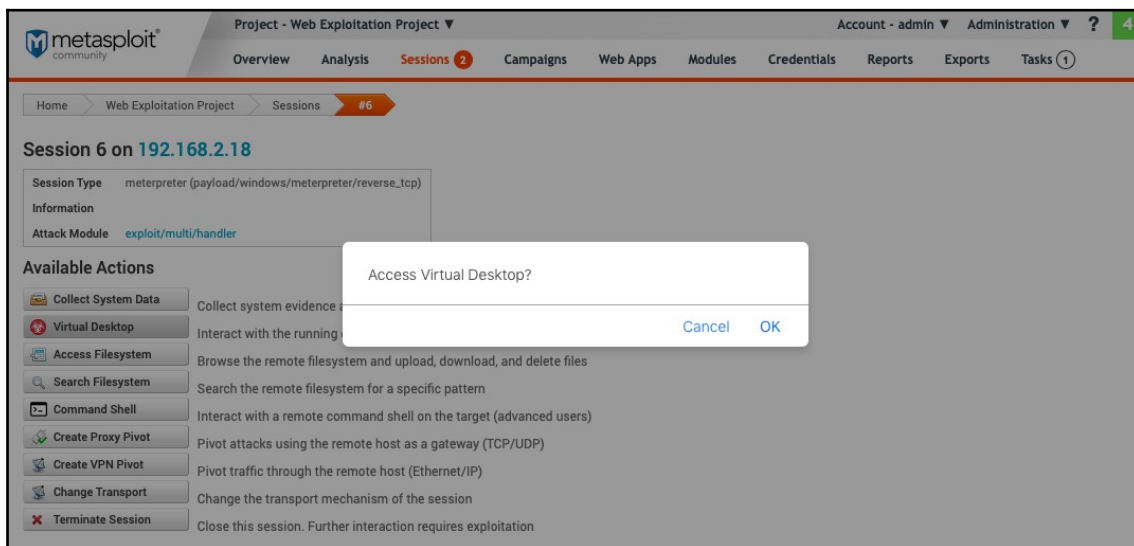 Project - Web Exploitation Project ▼ Account - admin ▼ Administration ▼ ? 4
metasploit®
community
Overview Analysis Sessions 2 Campaigns Web Apps Modules Credentials Reports Exports Tasks 1
Home Web Exploitation Project Sessions #6
Session 6 on 192.168.2.18
Session Type meterpreter (payload/windows/meterpreter/reverse_tcp)
Information
Attack Module exploit/multi/handler
Available Actions
Access Virtual Desktop?
Cancel OK
Collect System Data Collect system evidence
Virtual Desktop Interact with the running
Access Filesystem Browse the remote filesystem and upload, download, and delete files
Search Filesystem Search the remote filesystem for a specific pattern
Command Shell Interact with a remote command shell on the target (advanced users)
Create Proxy Pivot Pivot attacks using the remote host as a gateway (TCP/UDP)
Create VPN Pivot Pivot traffic through the remote host (Ethernet/IP)
Change Transport Change the transport mechanism of the session
Terminate Session Close this session. Further interaction requires exploitation